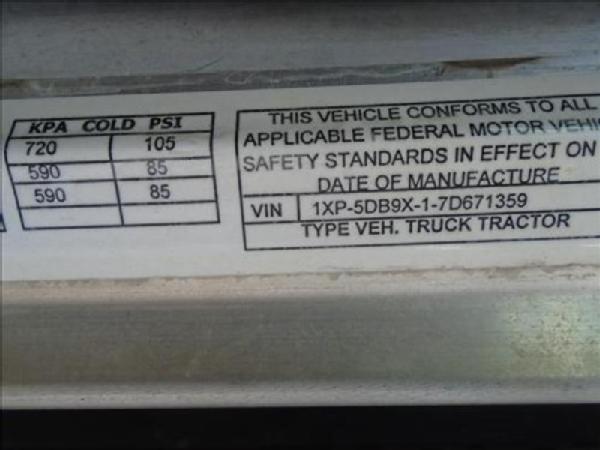 KPA COLD PSI
720 105
590 85
590 85
THIS VEHICLE CONFORMS TO ALL
APPLICABLE FEDERAL MOTOR VEHI
SAFETY STANDARDS IN EFFECT ON
DATE OF MANUFACTURE
VIN 1XP-5DB9X-1-7D671359
TYPE VEH. TRUCK TRACTOR